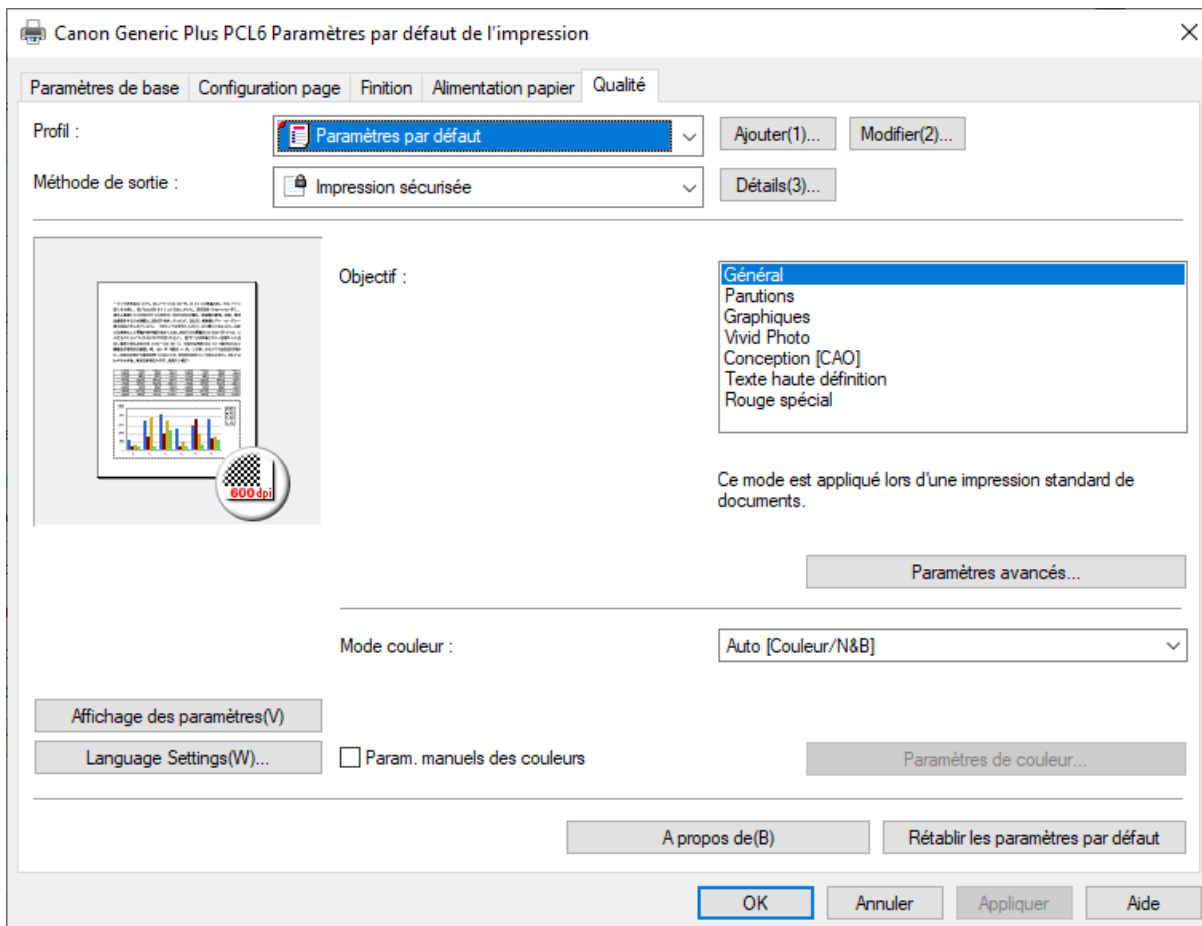 Canon Generic Plus PCL6 Paramètres par défaut de l'impression
Paramètres de base Configuration page Finition Alimentation papier Qualité
Profil : Paramètres par défaut Ajouter(1)... Modifier(2)...
Méthode de sortie : Impression sécurisée Détails(3)...
Objectif :
Général
Parutions
Graphiques
Vivid Photo
Conception [CAO]
Texte haute définition
Rouge spécial
600 dpi
Ce mode est appliqué lors d'une impression standard de
documents.
Paramètres avancés...
Mode couleur : Auto [Couleur/N&B]
Affichage des paramètres(V)
Language Settings(W)... Param. manuels des couleurs Paramètres de couleur...
A propos de(B) Rétablir les paramètres par défaut
OK Annuler Appliquer Aide